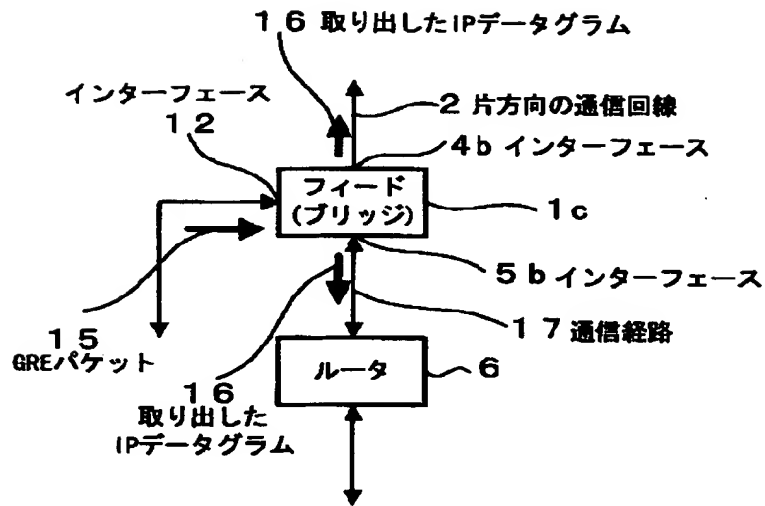 16 取り出したIPデータグラム
インターフェース
12
2 片方向の通信回線
4b インターフェース
フィード
(ブリッジ)
1c
5b インターフェース
15
GREパケット
17 通信経路
ルータ
6
16
取り出した
IPデータグラム